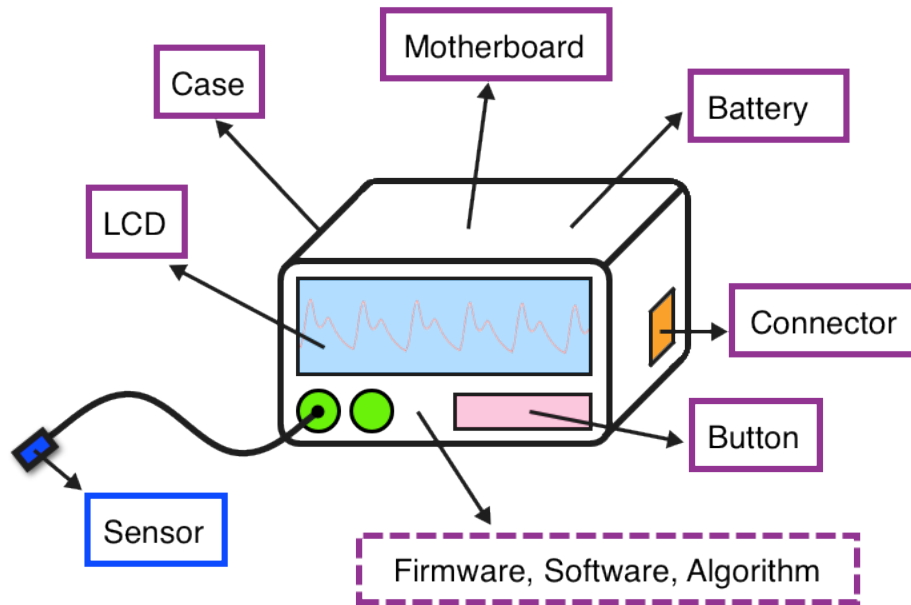 Motherboard
Case
Battery
LCD
Connector
Button
Sensor
Firmware, Software, Algorithm